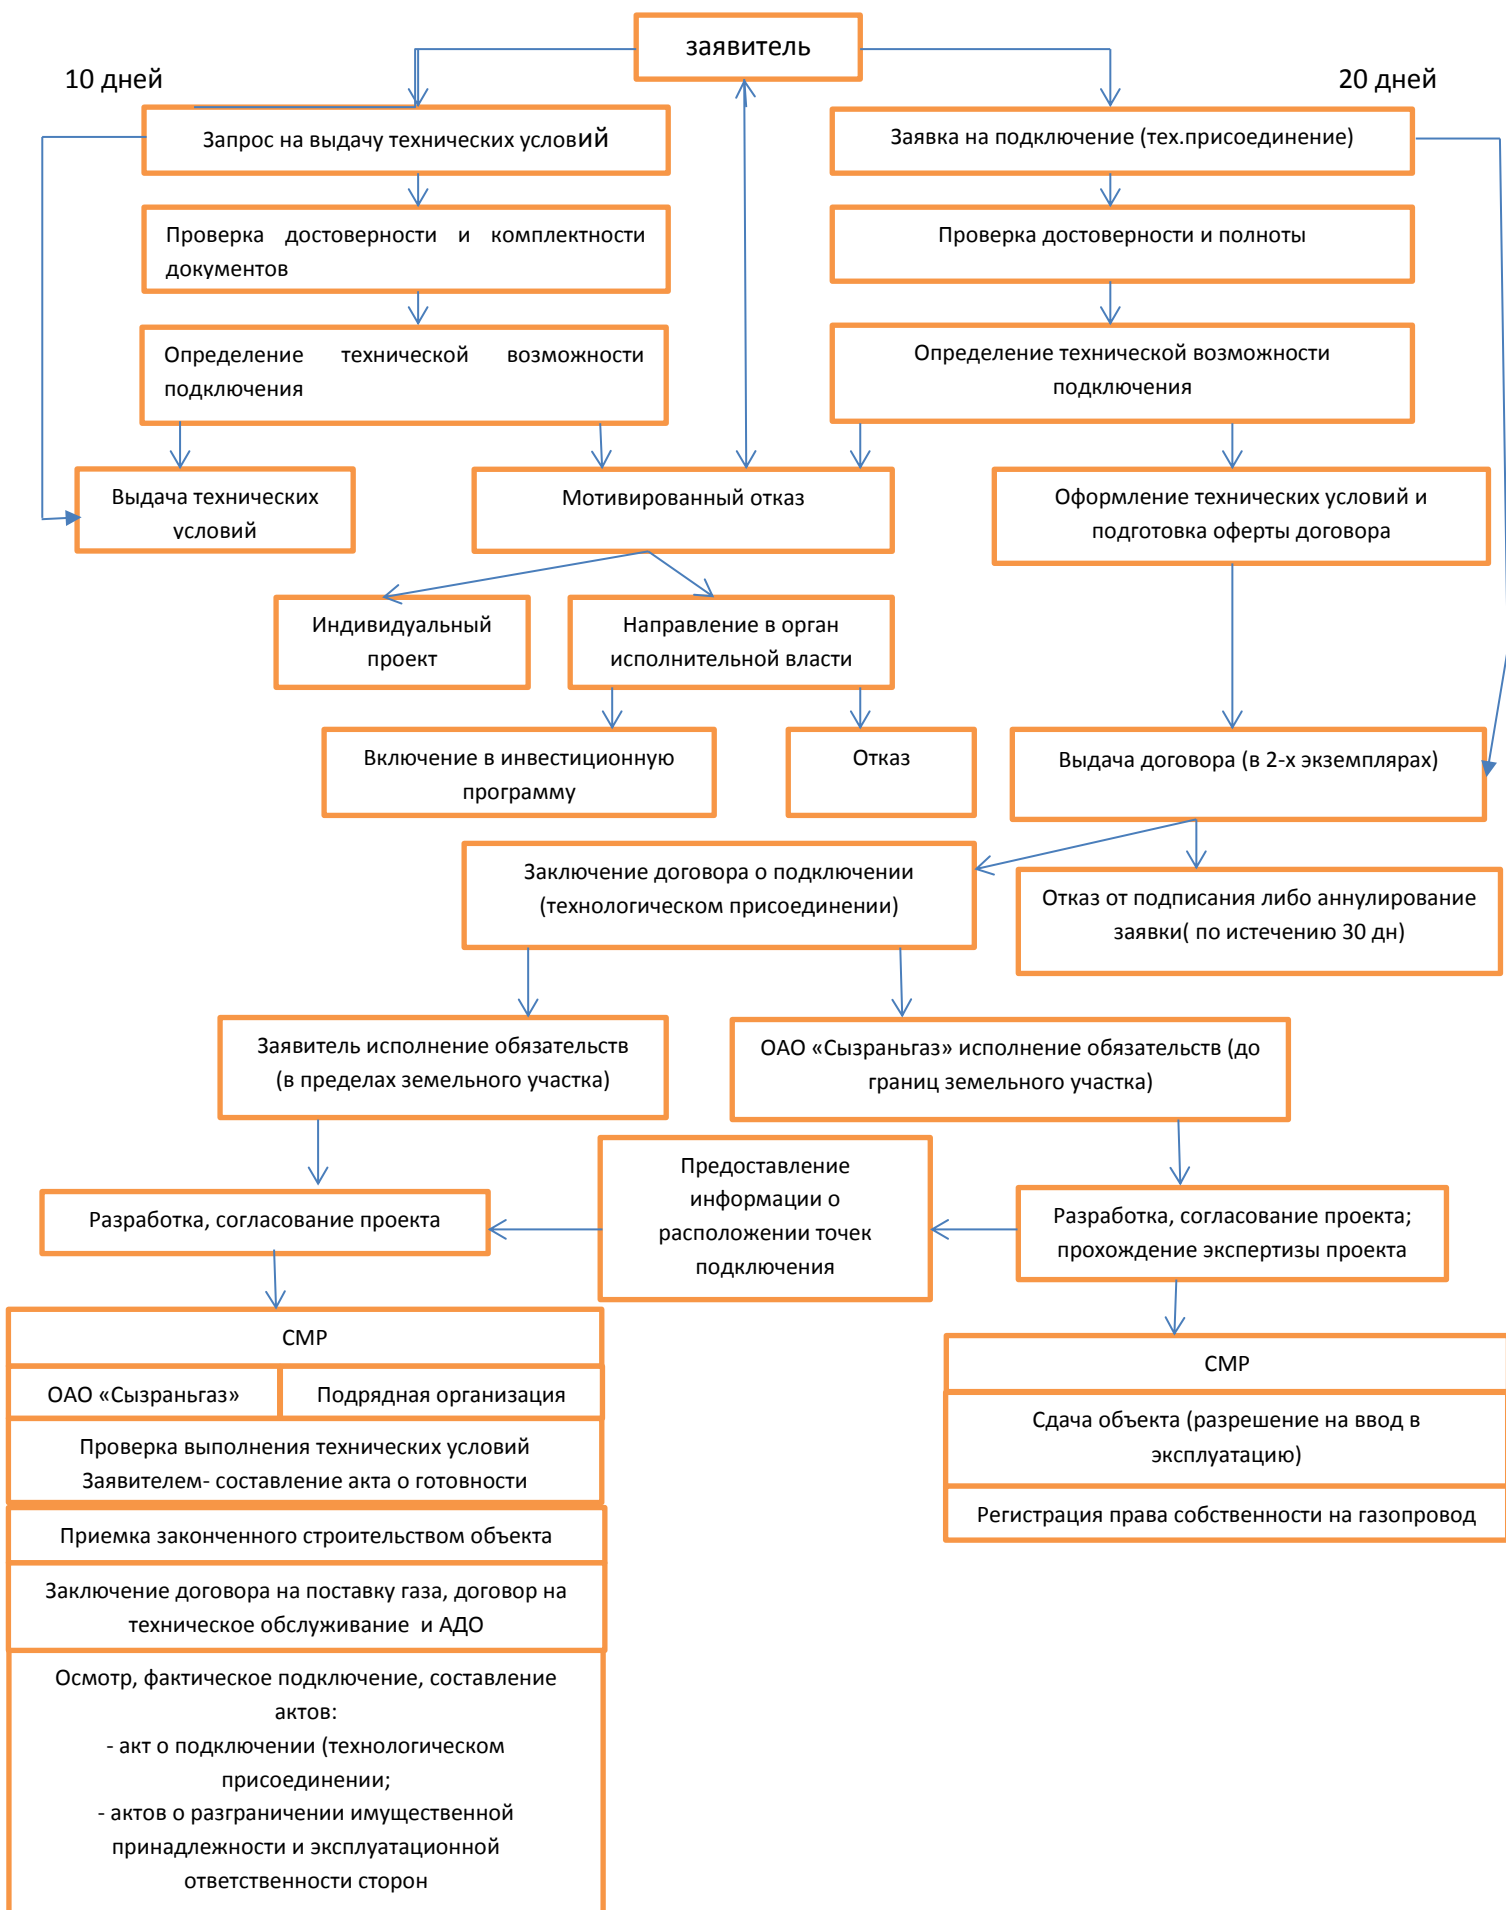 заявитель
10 дней
20 дней
Запрос на выдачу технических условий
Заявка на подключение (тех.присоединение)
Проверка достоверности и комплектности
документов
Проверка достоверности и полноты
Определение технической возможности
подключения
Определение технической возможности
подключения
Выдача технических
условий
Мотивированный отказ
Оформление технических условий и
подготовка оферты договора
Индивидуальный
проект
Направление в орган
исполнительной власти
Включение в инвестиционную
программу
Отказ
Выдача договора (в 2-х экземплярах)
Заключение договора о подключении
(технологическом присоединении)
Отказ от подписания либо аннулирование
заявки( по истечению 30 дн)
Заявитель исполнение обязательств
(в пределах земельного участка)
ОАО «Сызраньгаз» исполнение обязательств (до
границ земельного участка)
Предоставление
информации о
расположении точек
подключения
Разработка, согласование проекта
Разработка, согласование проекта;
прохождение экспертизы проекта
СМР
ОАО «Сызраньгаз»
Подрядная организация
Проверка выполнения технических условий
Заявителем- составление акта о готовности
Приемка законченного строительством объекта
Заключение договора на поставку газа, договор на
техническое обслуживание  и АДО
Осмотр, фактическое подключение, составление
актов:
- акт о подключении (технологическом
присоединении;
- актов о разграничении имущественной
принадлежности и эксплуатационной
ответственности сторон
СМР
Сдача объекта (разрешение на ввод в
эксплуатацию)
Регистрация права собственности на газопровод